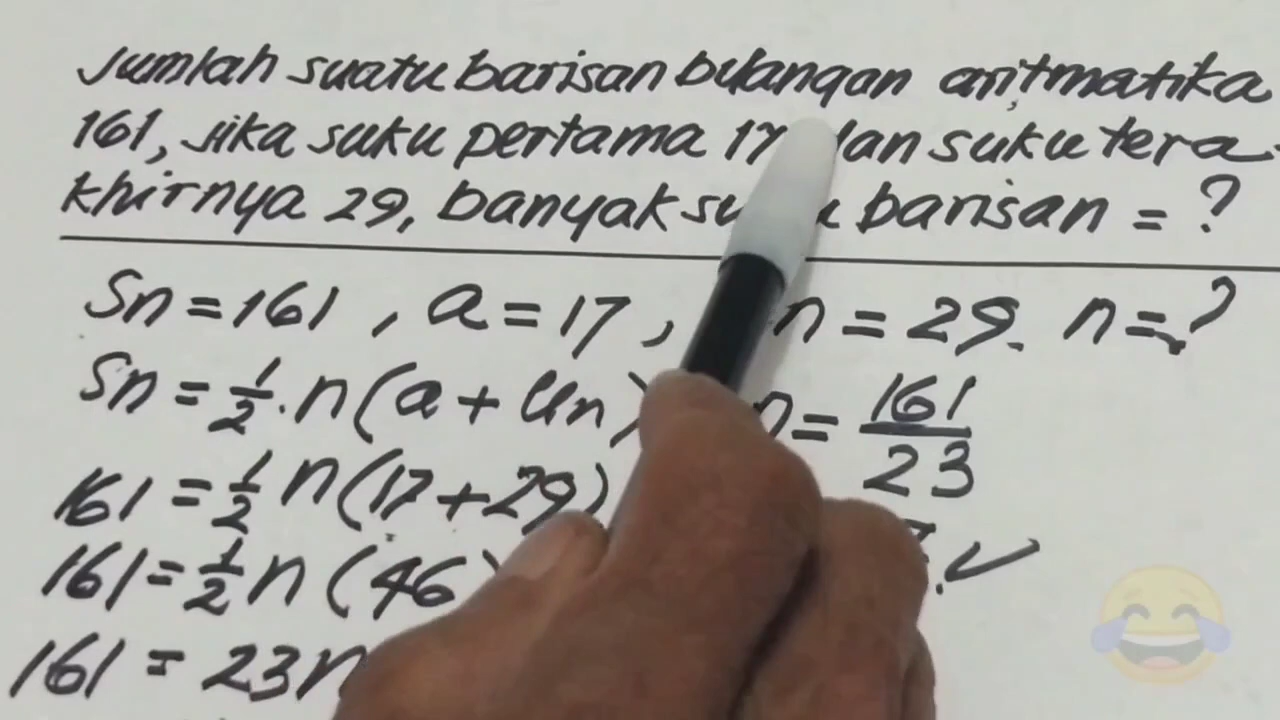 Jumlah suatu barisan bilangan aritmatika
161, jika suku pertama 17 dan suku tera-
khirnya 29, banyak suku barisan = ?
Sn = 161 , a = 17 , n = 29. n = ?
Sn = 1/2 . n (a + Un) n = 161/23
161 = 1/2 n (17 + 29)
161 = 1/2 n (46) 7. ✓
161 = 23n